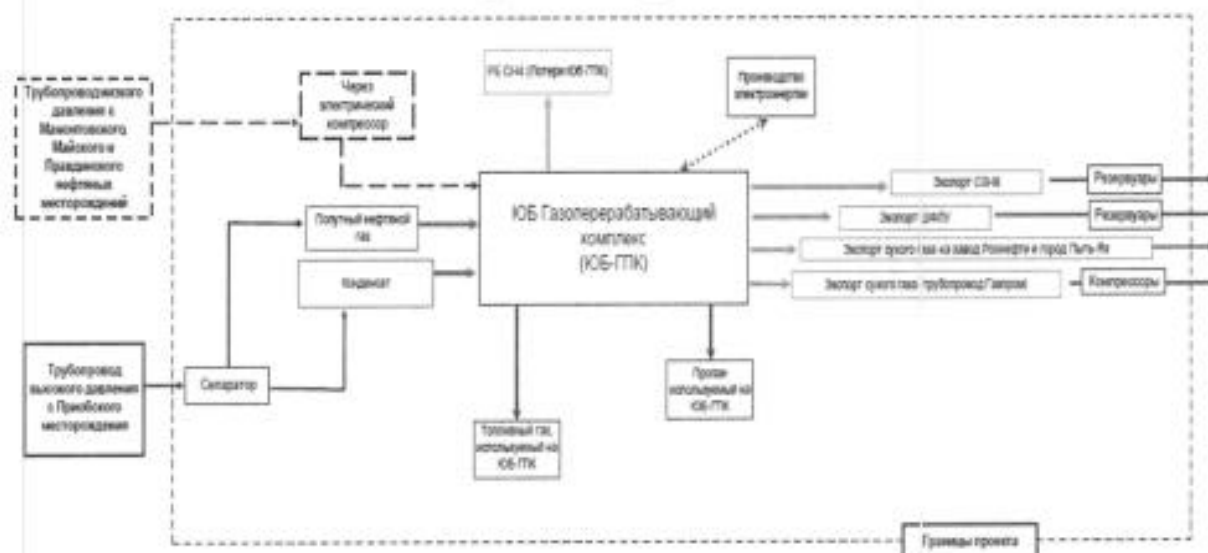 Трубопровод низкого
давления с
Мамонтовского,
Майского и
Правдинского
нефтяных
месторождений
Через
электрический
компрессор
РЕ CH4 (Потери ЮБ-ГПК)
Производство
электроэнергии
Попутный нефтяной
газ
Конденсат
ЮБ Газоперерабатывающий
комплекс
(ЮБ-ГПК)
Экспорт
Резервуары
Экспорт ШФЛУ
Резервуары
Экспорт сухого газа на завод Роснефти и город Пыть-Ях
Экспорт сухого газа трубопровод Газпром
Компрессоры
Трубопровод
высокого давления
с Приобского
месторождения
Сепаратор
Топливный газ,
используемый на
ЮБ-ГПК
Пропан
используемый на
ЮБ-ГПК
Границы проекта